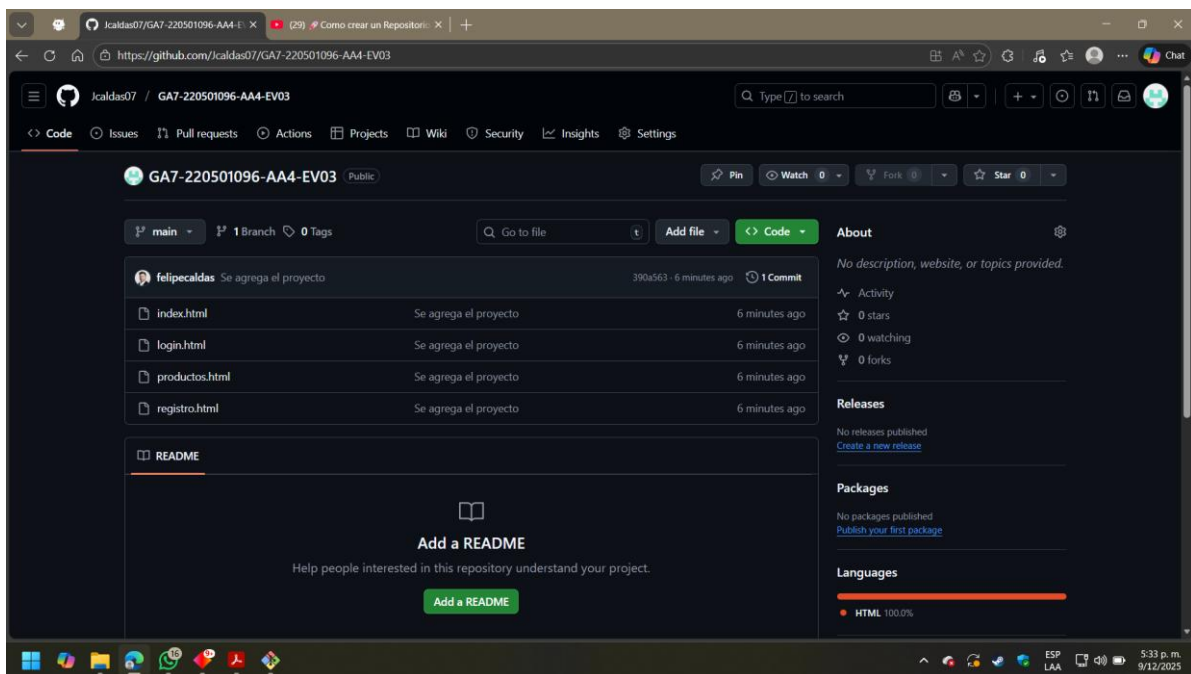 Jcaldas07/GA7-220501096-AA4-E
(29) Como crear un Repositorio
https://github.com/Jcaldas07/GA7-220501096-AA4-EV03
Chat
Jcaldas07 / GA7-220501096-AA4-EV03
Type / to search
Code Issues Pull requests Actions Projects Wiki Security Insights Settings
GA7-220501096-AA4-EV03 Public
Pin Watch 0 Fork 0 Star 0
main 1 Branch 0 Tags
Go to file t Add file Code
felipecaldas Se agrega el proyecto 390a563 · 6 minutes ago 1 Commit
index.html Se agrega el proyecto 6 minutes ago
login.html Se agrega el proyecto 6 minutes ago
productos.html Se agrega el proyecto 6 minutes ago
registro.html Se agrega el proyecto 6 minutes ago
README
Add a README
Help people interested in this repository understand your project.
Add a README
About
No description, website, or topics provided.
Activity
0 stars
0 watching
0 forks
Releases
No releases published
Create a new release
Packages
No packages published
Publish your first package
Languages
HTML 100.0%
16
9+
ESP
LAA
5:33 p. m.
9/12/2025